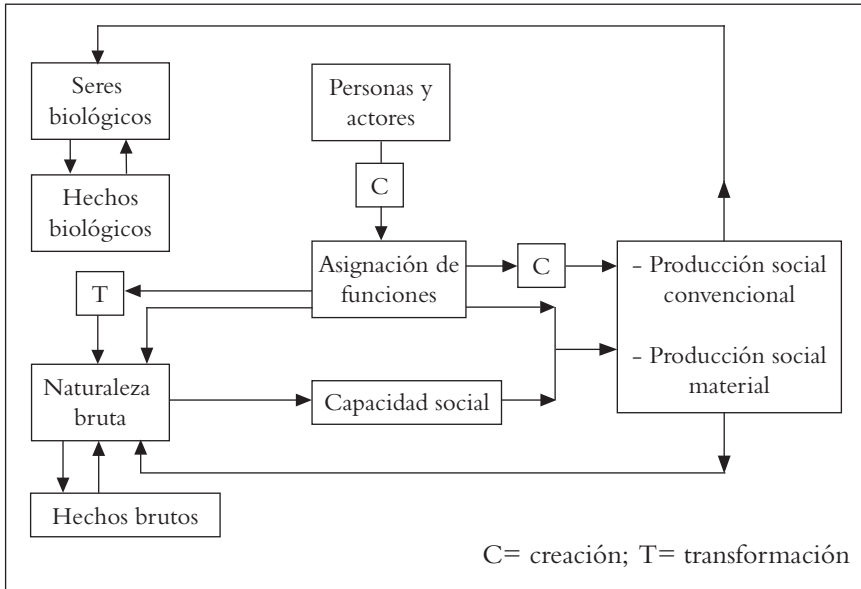 Seres
biológicos
Personas y
actores
Hechos
biológicos
C
Asignación de
funciones
C
- Producción social
convencional
- Producción social
material
T
Naturaleza
bruta
Capacidad social
Hechos brutos
C= creación; T= transformación